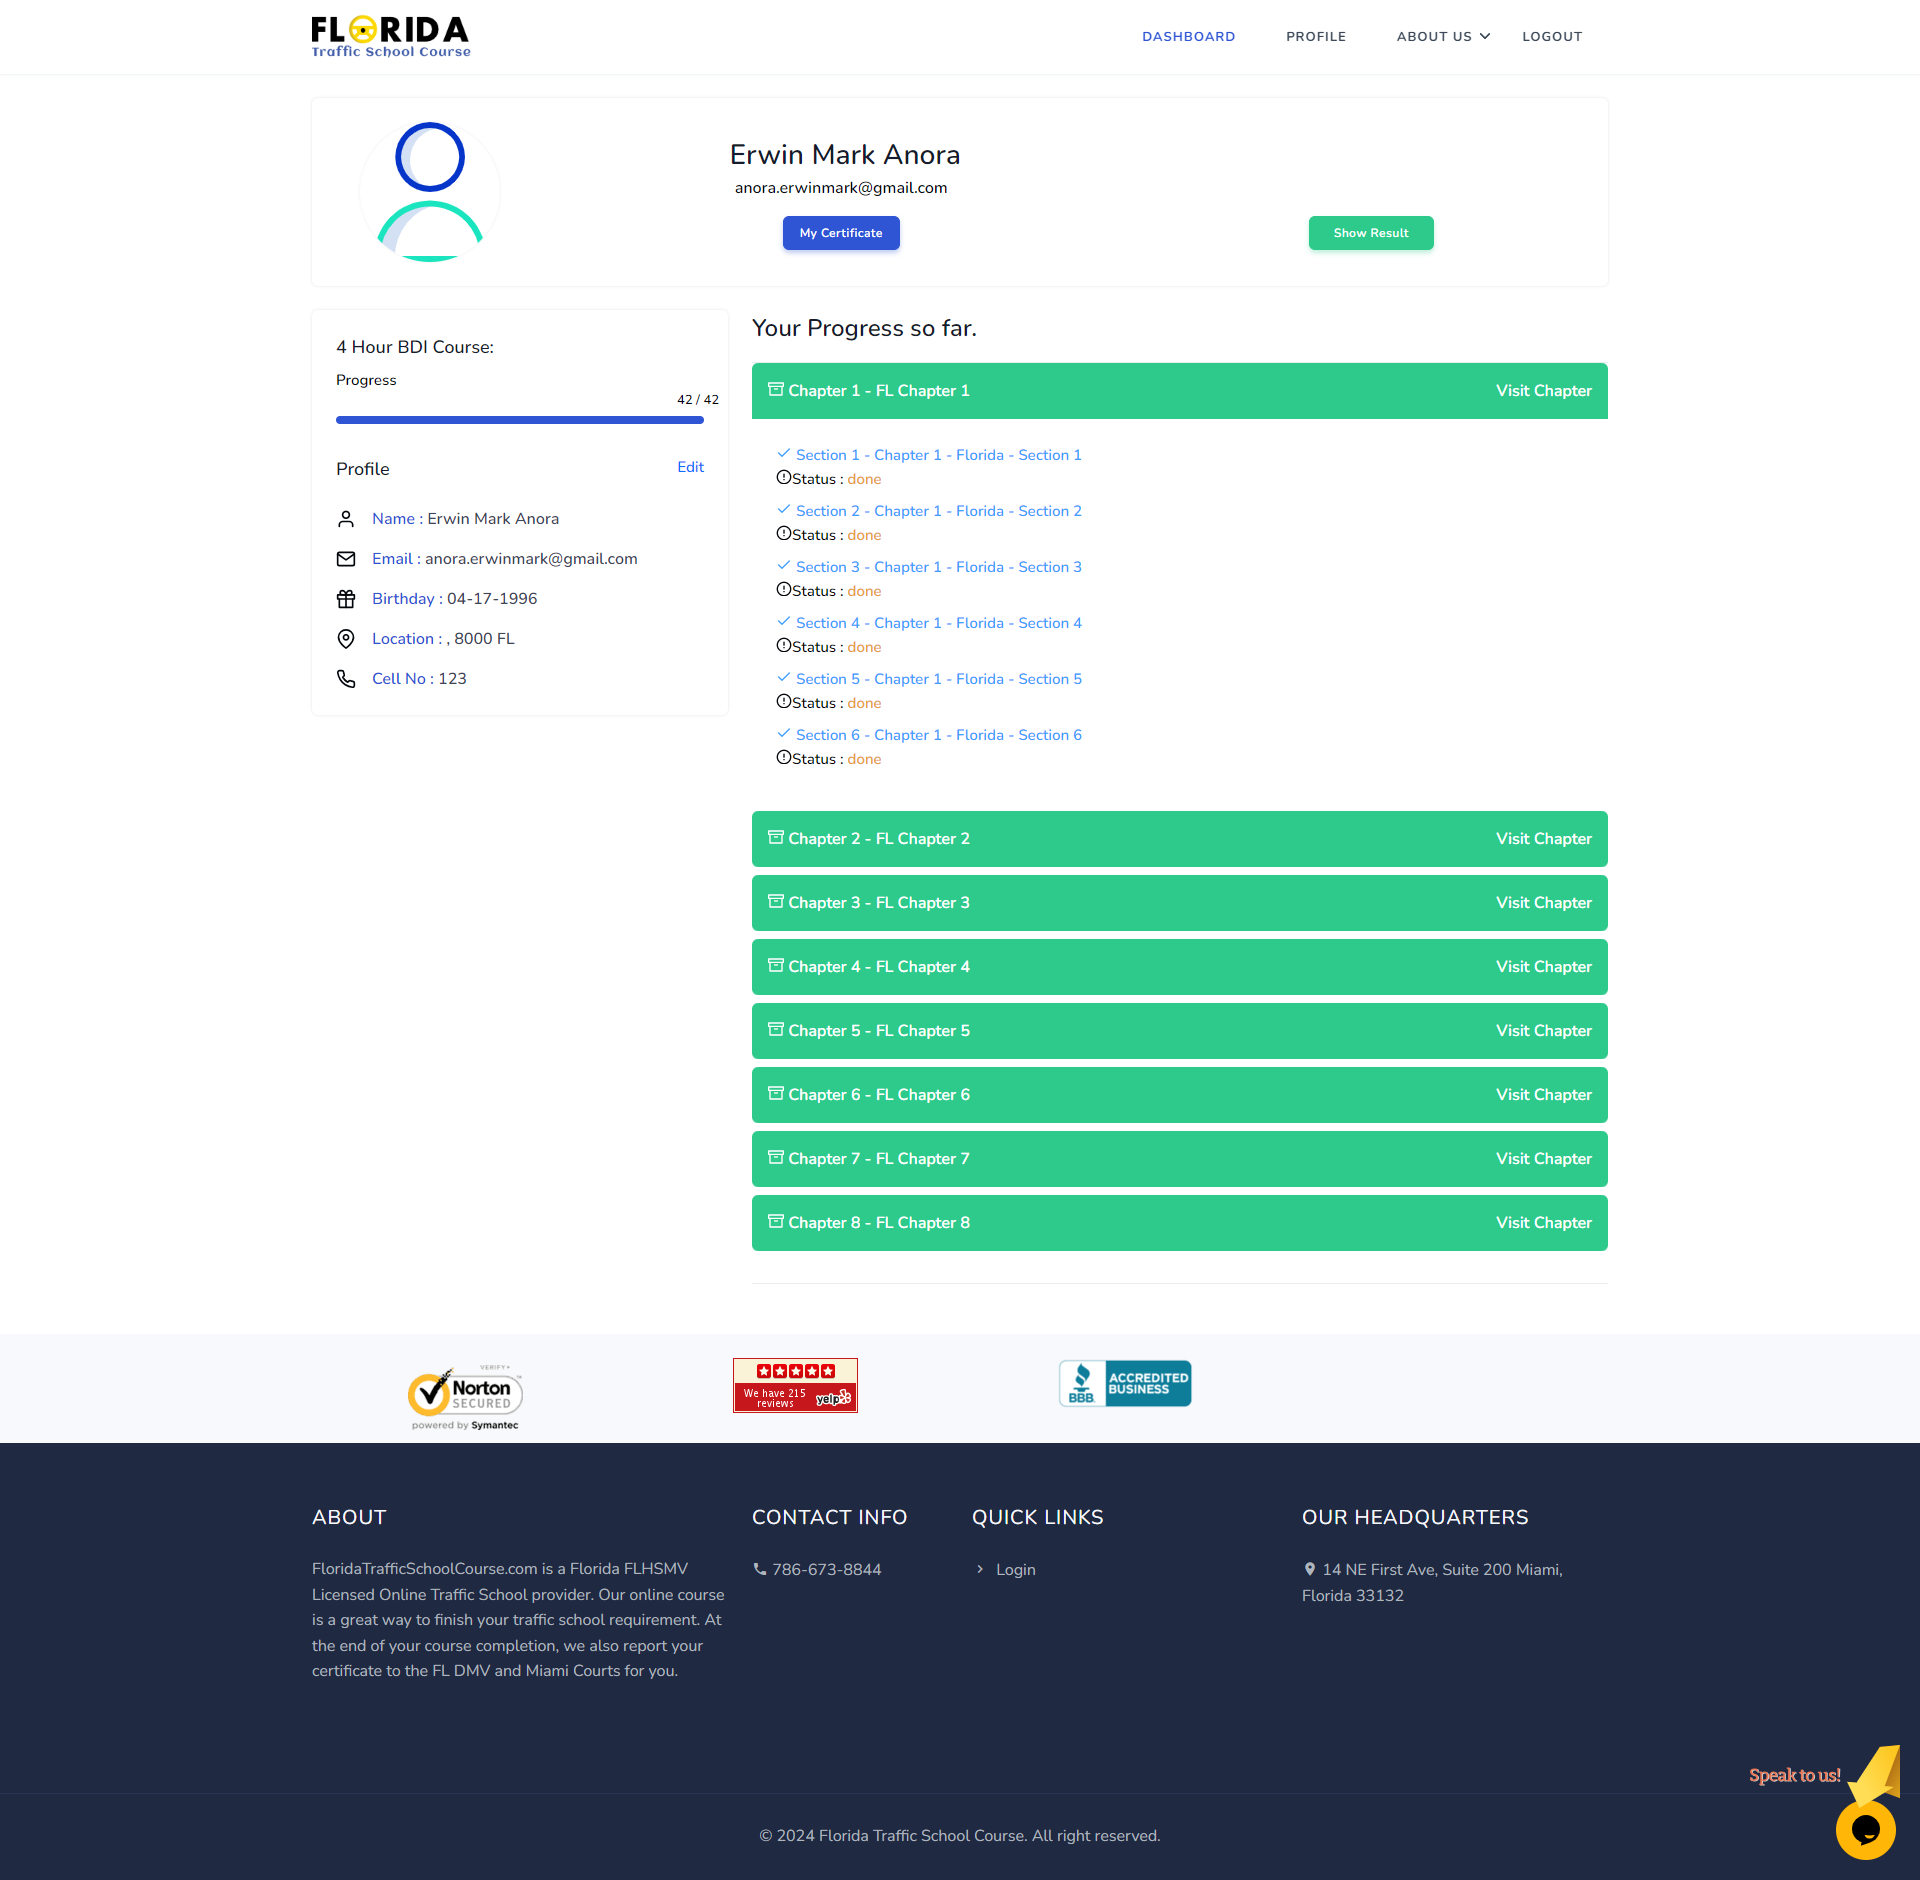 FLORIDA
Traffic School Course
DASHBOARD
PROFILE
ABOUT US
LOGOUT
Erwin Mark Anora
anora.erwinmark@gmail.com
My Certificate
Show Result
4 Hour BDI Course:
Progress
42 / 42
Profile
Edit
Name : Erwin Mark Anora
Email : anora.erwinmark@gmail.com
Birthday : 04-17-1996
Location : , 8000 FL
Cell No : 123
Your Progress so far.
Chapter 1 - FL Chapter 1
Visit Chapter
Section 1 - Chapter 1 - Florida - Section 1
Status : done
Section 2 - Chapter 1 - Florida - Section 2
Status : done
Section 3 - Chapter 1 - Florida - Section 3
Status : done
Section 4 - Chapter 1 - Florida - Section 4
Status : done
Section 5 - Chapter 1 - Florida - Section 5
Status : done
Section 6 - Chapter 1 - Florida - Section 6
Status : done
Chapter 2 - FL Chapter 2
Visit Chapter
Chapter 3 - FL Chapter 3
Visit Chapter
Chapter 4 - FL Chapter 4
Visit Chapter
Chapter 5 - FL Chapter 5
Visit Chapter
Chapter 6 - FL Chapter 6
Visit Chapter
Chapter 7 - FL Chapter 7
Visit Chapter
Chapter 8 - FL Chapter 8
Visit Chapter
VERIFY
Norton
SECURED
powered by Symantec
We have 215
reviews
yelp
BBB
ACCREDITED
BUSINESS
ABOUT
FloridaTrafficSchoolCourse.com is a Florida FLHSMV
Licensed Online Traffic School provider. Our online course
is a great way to finish your traffic school requirement. At
the end of your course completion, we also report your
certificate to the FL DMV and Miami Courts for you.
CONTACT INFO
786-673-8844
QUICK LINKS
Login
OUR HEADQUARTERS
14 NE First Ave, Suite 200 Miami,
Florida 33132
Speak to us!
© 2024 Florida Traffic School Course. All right reserved.